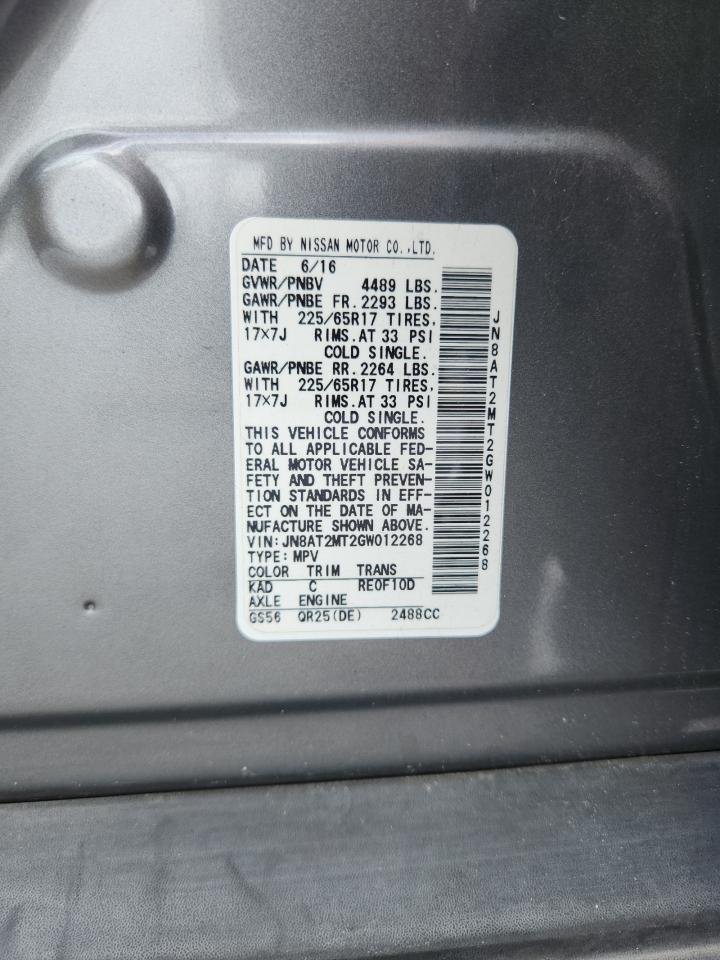 MFD BY NISSAN MOTOR CO.,LTD.
DATE 6/16
GVWR/PNBV 4489 LBS.
GAWR/PNBE FR. 2293 LBS.
WITH 225/65R17 TIRES,
17×7J RIMS.AT 33 PSI
COLD SINGLE.
GAWR/PNBE RR. 2264 LBS.
WITH 225/65R17 TIRES,
17×7J RIMS.AT 33 PSI
COLD SINGLE.
THIS VEHICLE CONFORMS
TO ALL APPLICABLE FED-
ERAL MOTOR VEHICLE SA-
FETY AND THEFT PREVEN-
TION STANDARDS IN EFF-
ECT ON THE DATE OF MA-
NUFACTURE SHOWN ABOVE.
VIN:JN8AT2MT2GW012268
TYPE:MPV
COLOR TRIM TRANS
KAD C RE0F10D
AXLE ENGINE
GS56 QR25(DE) 2488CC
JN8AT2MT2GW012268